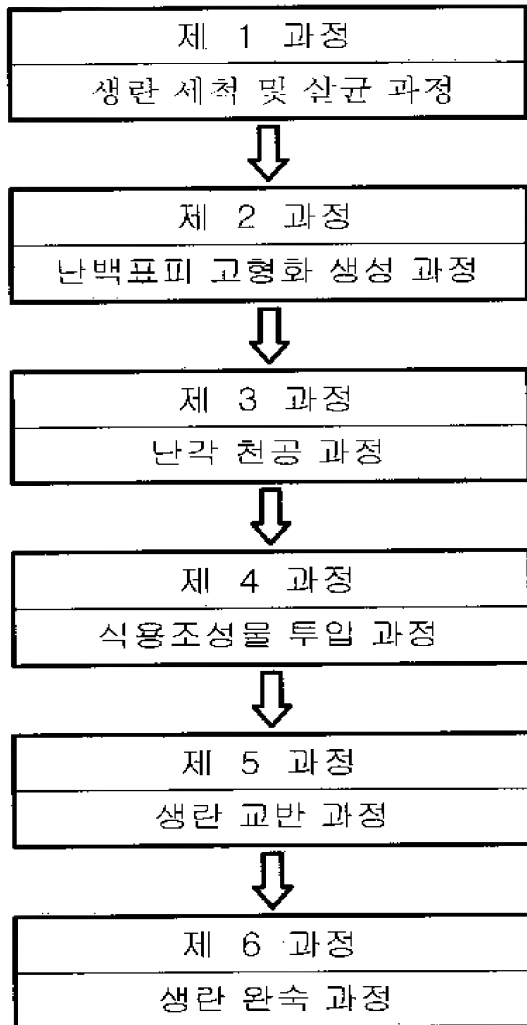 제 1 과정
생란 세척 및 살균 과정
제 2 과정
난백표피 고형화 생성 과정
제 3 과정
난각 천공 과정
제 4 과정
식용조성물 투입 과정
제 5 과정
생란 교반 과정
제 6 과정
생란 완숙 과정